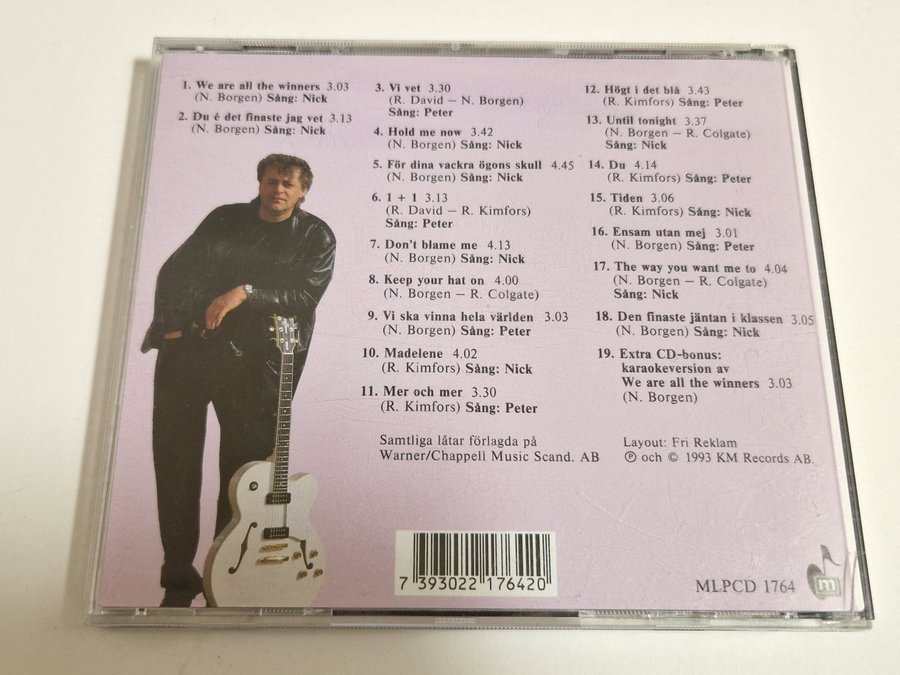 1. We are all the winners 3.03
(N. Borgen) Sång: Nick
2. Du é det finaste jag vet 3.13
(N. Borgen) Sång: Nick
3. Vi vet 3.30
(R. David – N. Borgen)
Sång: Peter
4. Hold me now 3.42
(N. Borgen) Sång: Nick
5. För dina vackra ögons skull 4.45
(N. Borgen) Sång: Nick
6. 1 + 1 3.13
(R. David – R. Kimfors)
Sång: Peter
7. Don't blame me 4.13
(N. Borgen) Sång: Nick
8. Keep your hat on 4.00
(N. Borgen – R. Colgate)
9. Vi ska vinna hela världen 3.03
(N. Borgen) Sång: Peter
10. Madelene 4.02
(R. Kimfors) Sång: Nick
11. Mer och mer 3.30
(R. Kimfors) Sång: Peter
12. Högt i det blå 3.43
(R. Kimfors) Sång: Peter
13. Until tonight 3.37
(N. Borgen – R. Colgate)
Sång: Nick
14. Du 4.14
(R. Kimfors) Sång: Peter
15. Tiden 3.06
(R. Kimfors) Sång: Nick
16. Ensam utan mej 3.01
(N. Borgen) Sång: Peter
17. The way you want me to 4.04
(N. Borgen – R. Colgate)
Sång: Nick
18. Den finaste jäntan i klassen 3.05
(N. Borgen) Sång: Nick
19. Extra CD-bonus:
karaokeversion av
We are all the winners 3.03
(N. Borgen)
Samtliga låtar förlagda på
Warner/Chappell Music Scand. AB
Layout: Fri Reklam
℗ och © 1993 KM Records AB.
7 393022 176420
MLPCD 1764
m